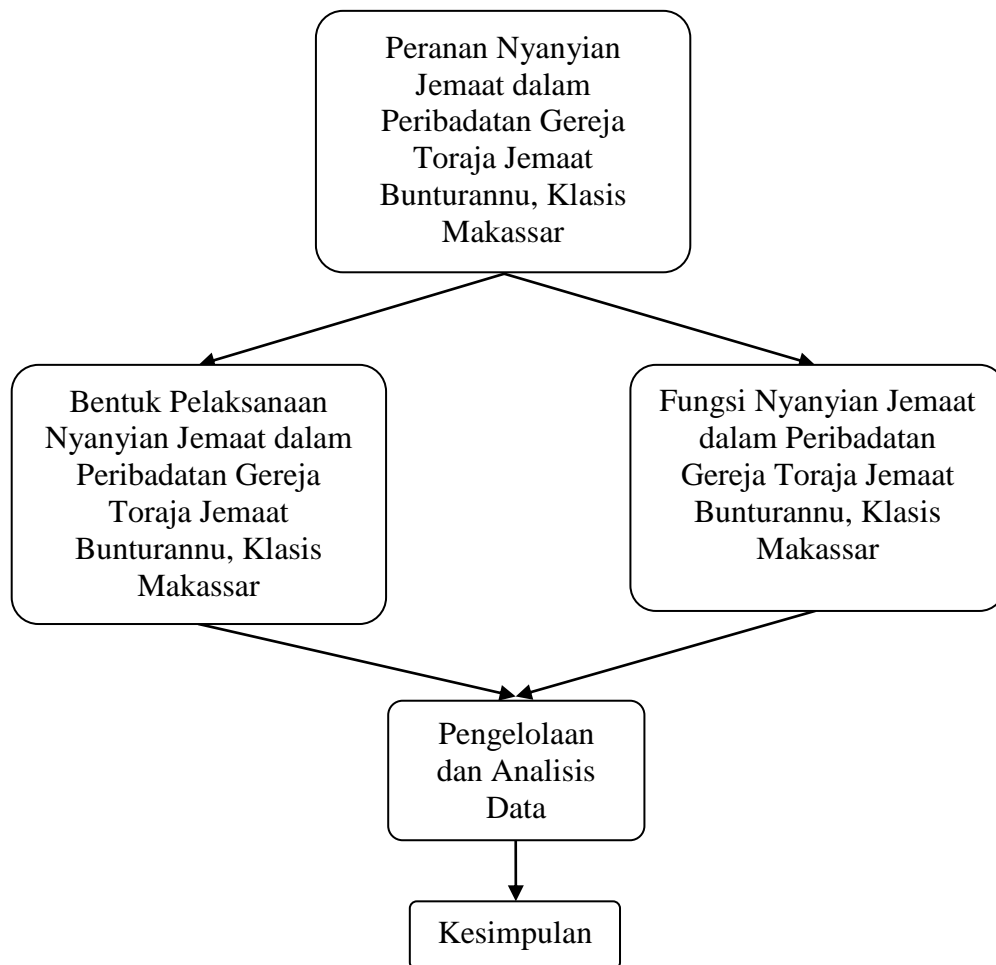 Peranan Nyanyian
Jemaat dalam
Peribadatan Gereja
Toraja Jemaat
Bunturannu, Klasis
Makassar
Bentuk Pelaksanaan
Nyanyian Jemaat dalam
Peribadatan Gereja
Toraja Jemaat
Bunturannu, Klasis
Makassar
Fungsi Nyanyian Jemaat
dalam Peribadatan
Gereja Toraja Jemaat
Bunturannu, Klasis
Makassar
Pengelolaan
dan Analisis
Data
Kesimpulan